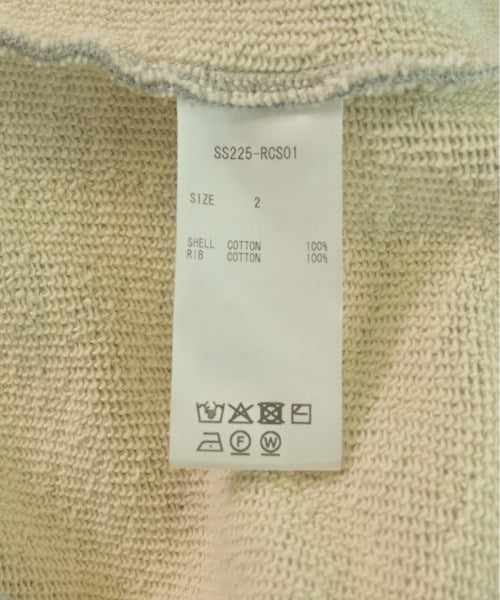 SS225-RCS01
SIZE 2
SHELL COTTON 100%
RIB COTTON 100%
F W